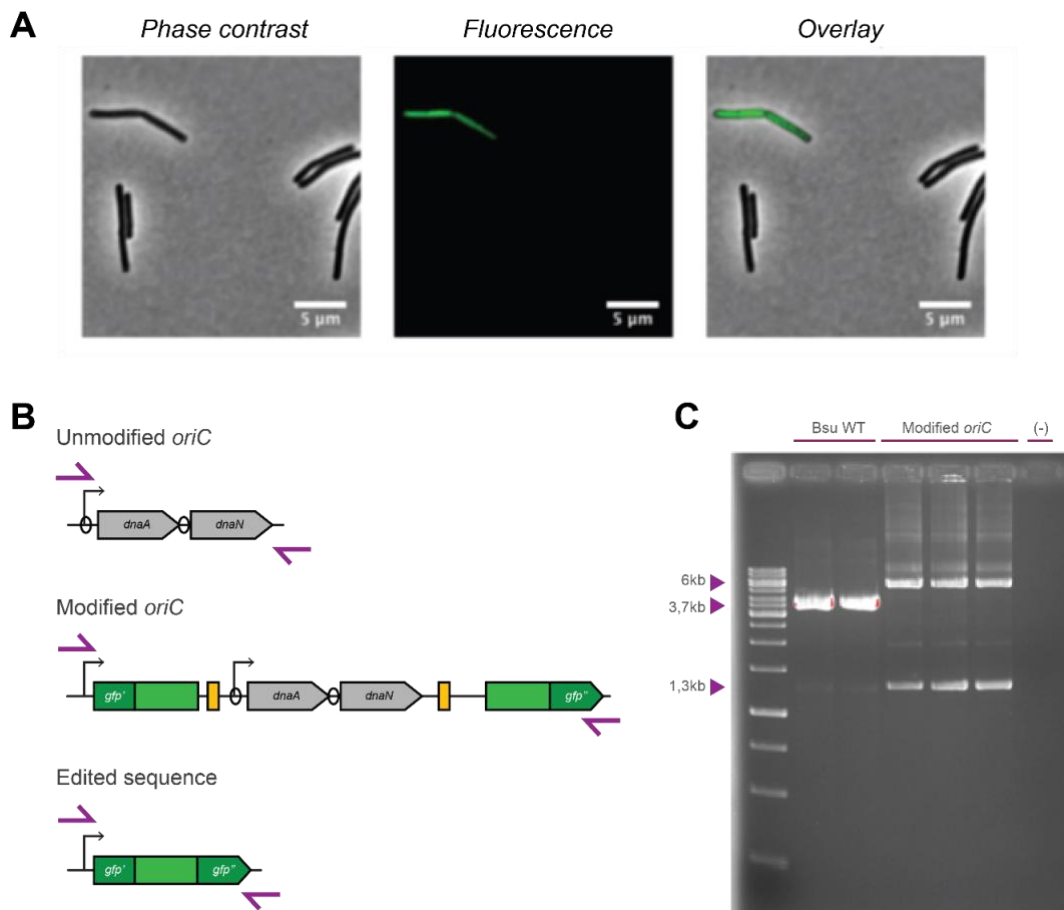 A
Phase contrast
Fluorescence
Overlay
5 µm
5 µm
5 µm
B
Unmodified oriC
dnaA
dnaN
Modified oriC
gfp'
dnaA
dnaN
gfp''
Edited sequence
gfp'
gfp''
C
Bsu WT
Modified oriC
(-)
6kb
3,7kb
1,3kb